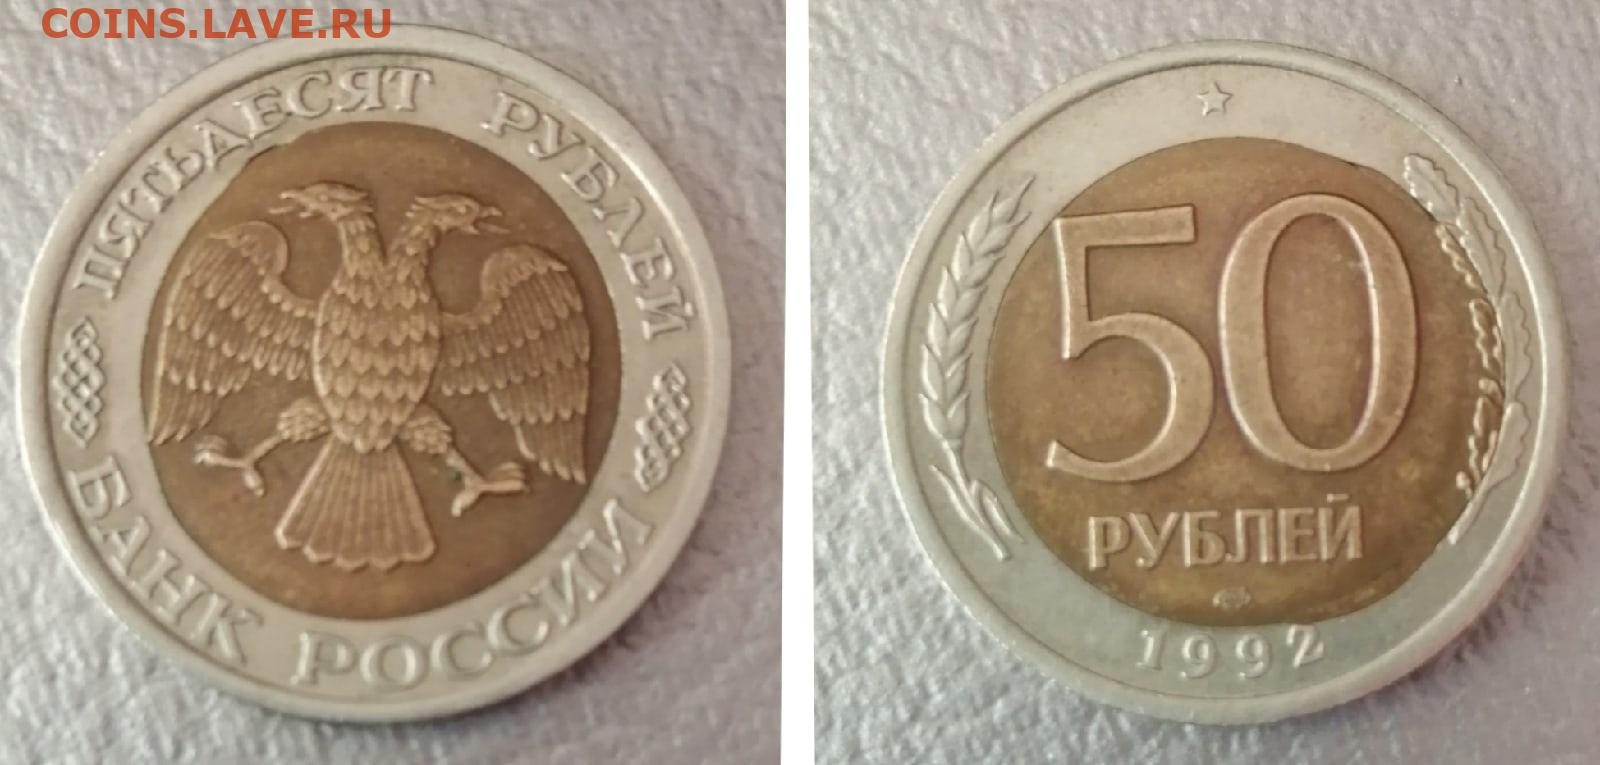 COINS.LAVE.RU
ПЯТЬДЕСЯТ РУБЛЕЙ
БАНК РОССИИ
50
РУБЛЕЙ
1992